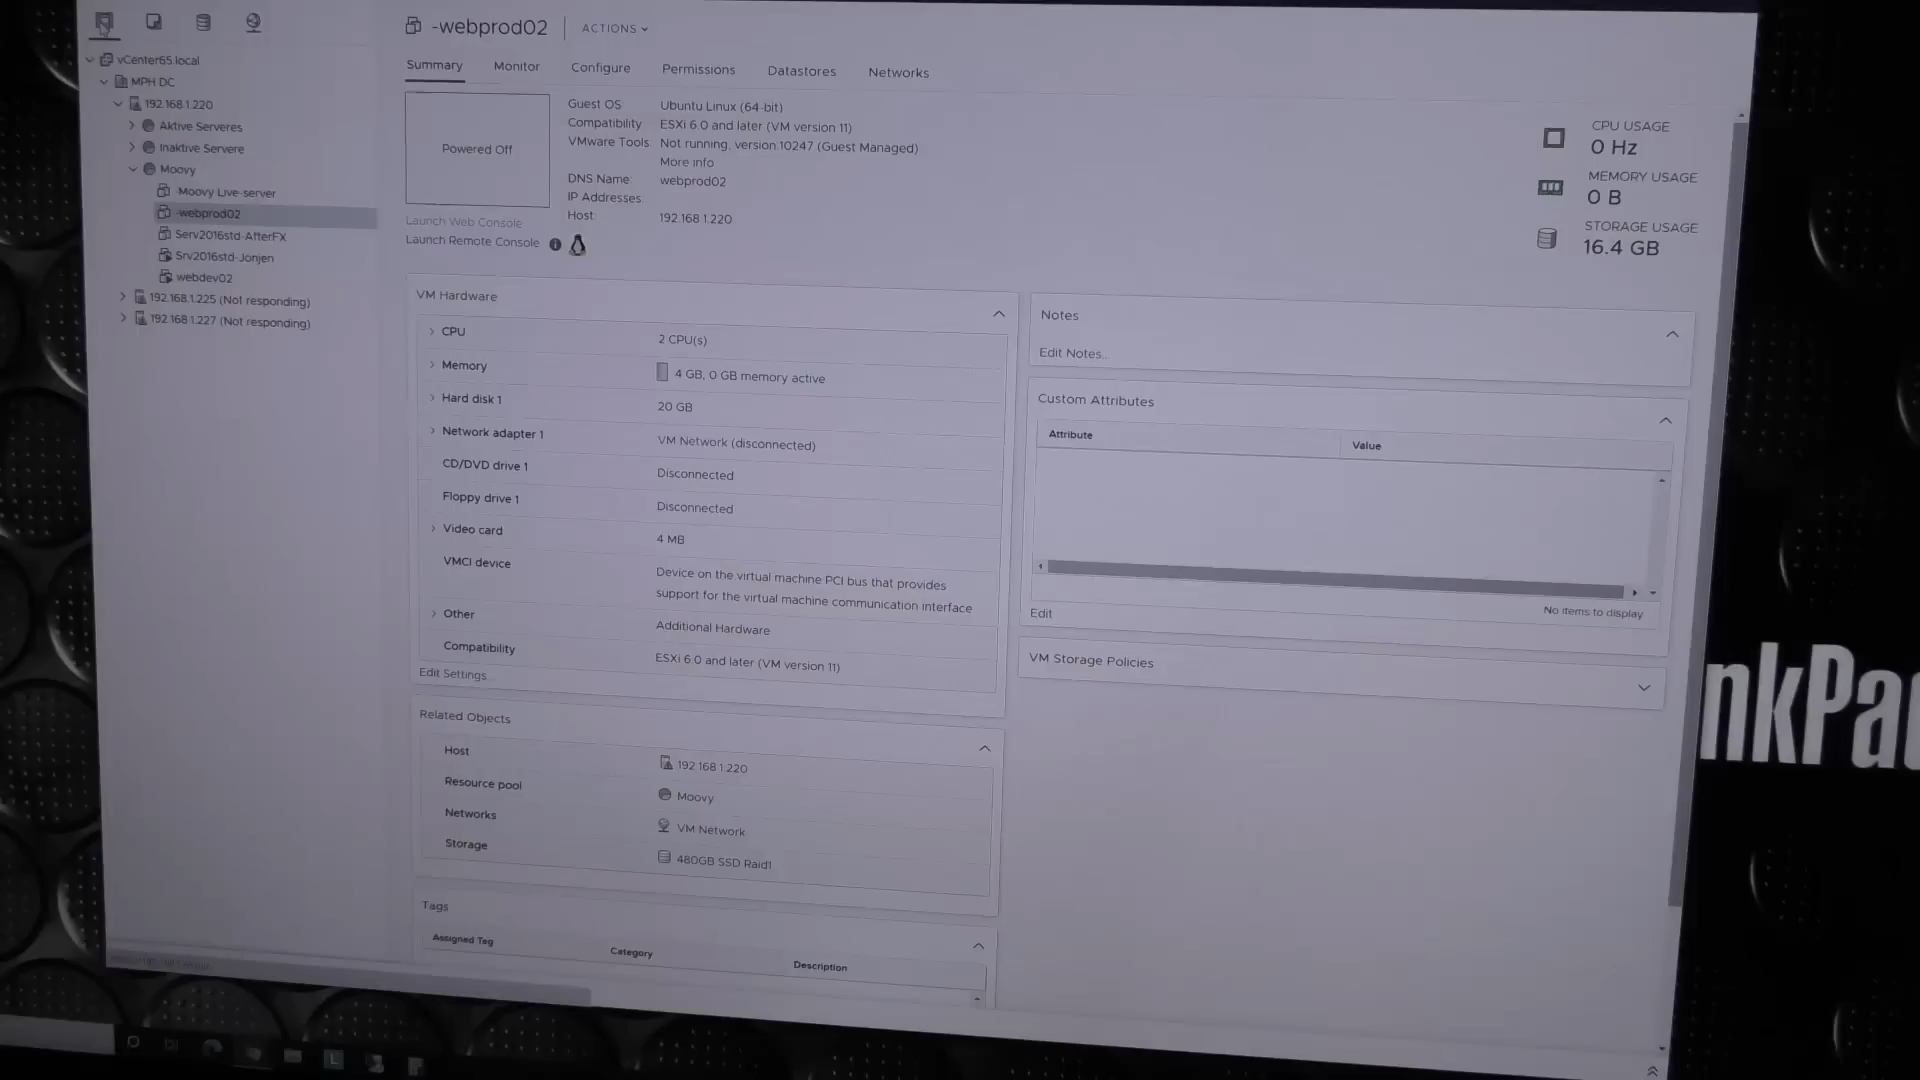 -webprod02
ACTIONS
Summary
Monitor
Configure
Permissions
Datastores
Networks
vCenter65.local
MPH DC
192.168.1.220
Aktive Serveres
Inaktive Servere
Moovy
-Moovy Live-server
-webprod02
Serv2016std-AfterFX
Srv2016std-Jonjen
webdev02
192.168.1.225 (Not responding)
192.168.1.227 (Not responding)
Powered Off
Launch Web Console
Launch Remote Console
Guest OS
Ubuntu Linux (64-bit)
Compatibility
ESXi 6.0 and later (VM version 11)
VMware Tools:
Not running, version:10247 (Guest Managed)
More info
DNS Name:
webprod02
IP Addresses:
Host:
192.168.1.220
CPU USAGE
0 Hz
MEMORY USAGE
0 B
STORAGE USAGE
16.4 GB
VM Hardware
CPU
2 CPU(s)
Memory
4 GB, 0 GB memory active
Hard disk 1
20 GB
Network adapter 1
VM Network (disconnected)
CD/DVD drive 1
Disconnected
Floppy drive 1
Disconnected
Video card
4 MB
VMCI device
Device on the virtual machine PCI bus that provides
support for the virtual machine communication interface
Other
Additional Hardware
Compatibility
ESXi 6.0 and later (VM version 11)
Edit Settings...
Notes
Edit Notes...
Custom Attributes
Attribute
Value
No items to display
Edit
VM Storage Policies
Related Objects
Host
192.168.1.220
Resource pool
Moovy
Networks
VM Network
Storage
480GB SSD Raid1
Tags
Assigned Tag
Category
Description
nkPa